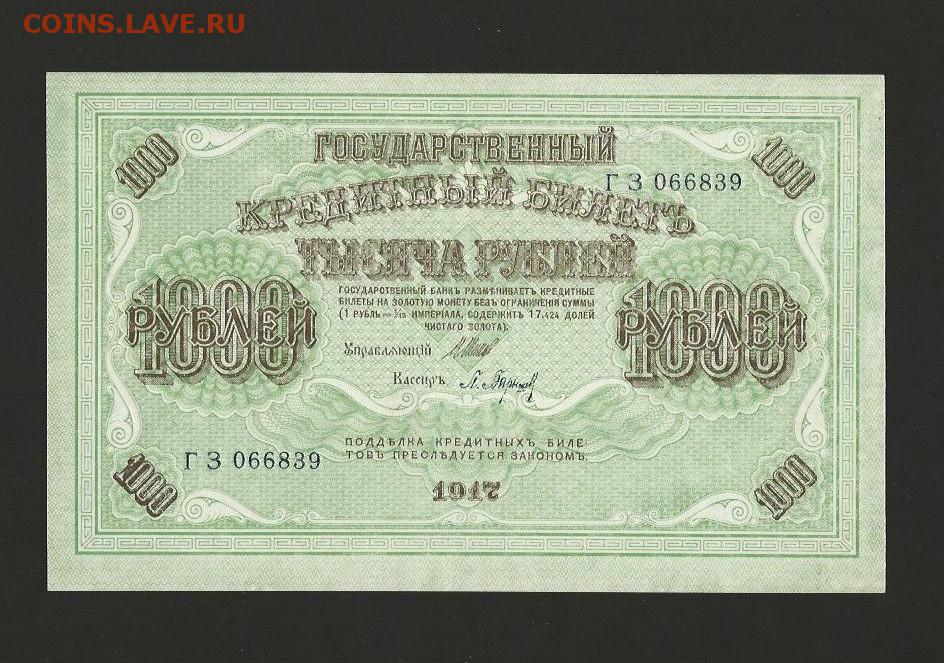 COINS.LAVE.RU
1000 1000
ГОСУДАРСТВЕННЫЙ
Г З 066839
КРЕДИТНЫЙ БИЛЕТЪ
ТЫСЯЧА РУБЛЕЙ
ГОСУДАРСТВЕННЫЙ БАНКЪ РАЗМѢНИВАЕТЪ КРЕДИТНЫЕ
БИЛЕТЫ НА ЗОЛОТУЮ МОНЕТУ БЕЗЪ ОГРАНИЧЕНІЯ СУММЫ
(1 РУБЛЬ = 1/15 ИМПЕРІАЛА, СОДЕРЖИТЪ 17,424 ДОЛЕЙ
ЧИСТАГО ЗОЛОТА).
1000 РУБЛЕЙ
1000 РУБЛЕЙ
Управляющій
Кассиръ
ПОДДѢЛКА КРЕДИТНЫХЪ БИЛЕ-
ТОВЪ ПРЕСЛѢДУЕТСЯ ЗАКОНОМЪ.
Г З 066839
1917
1000 1000